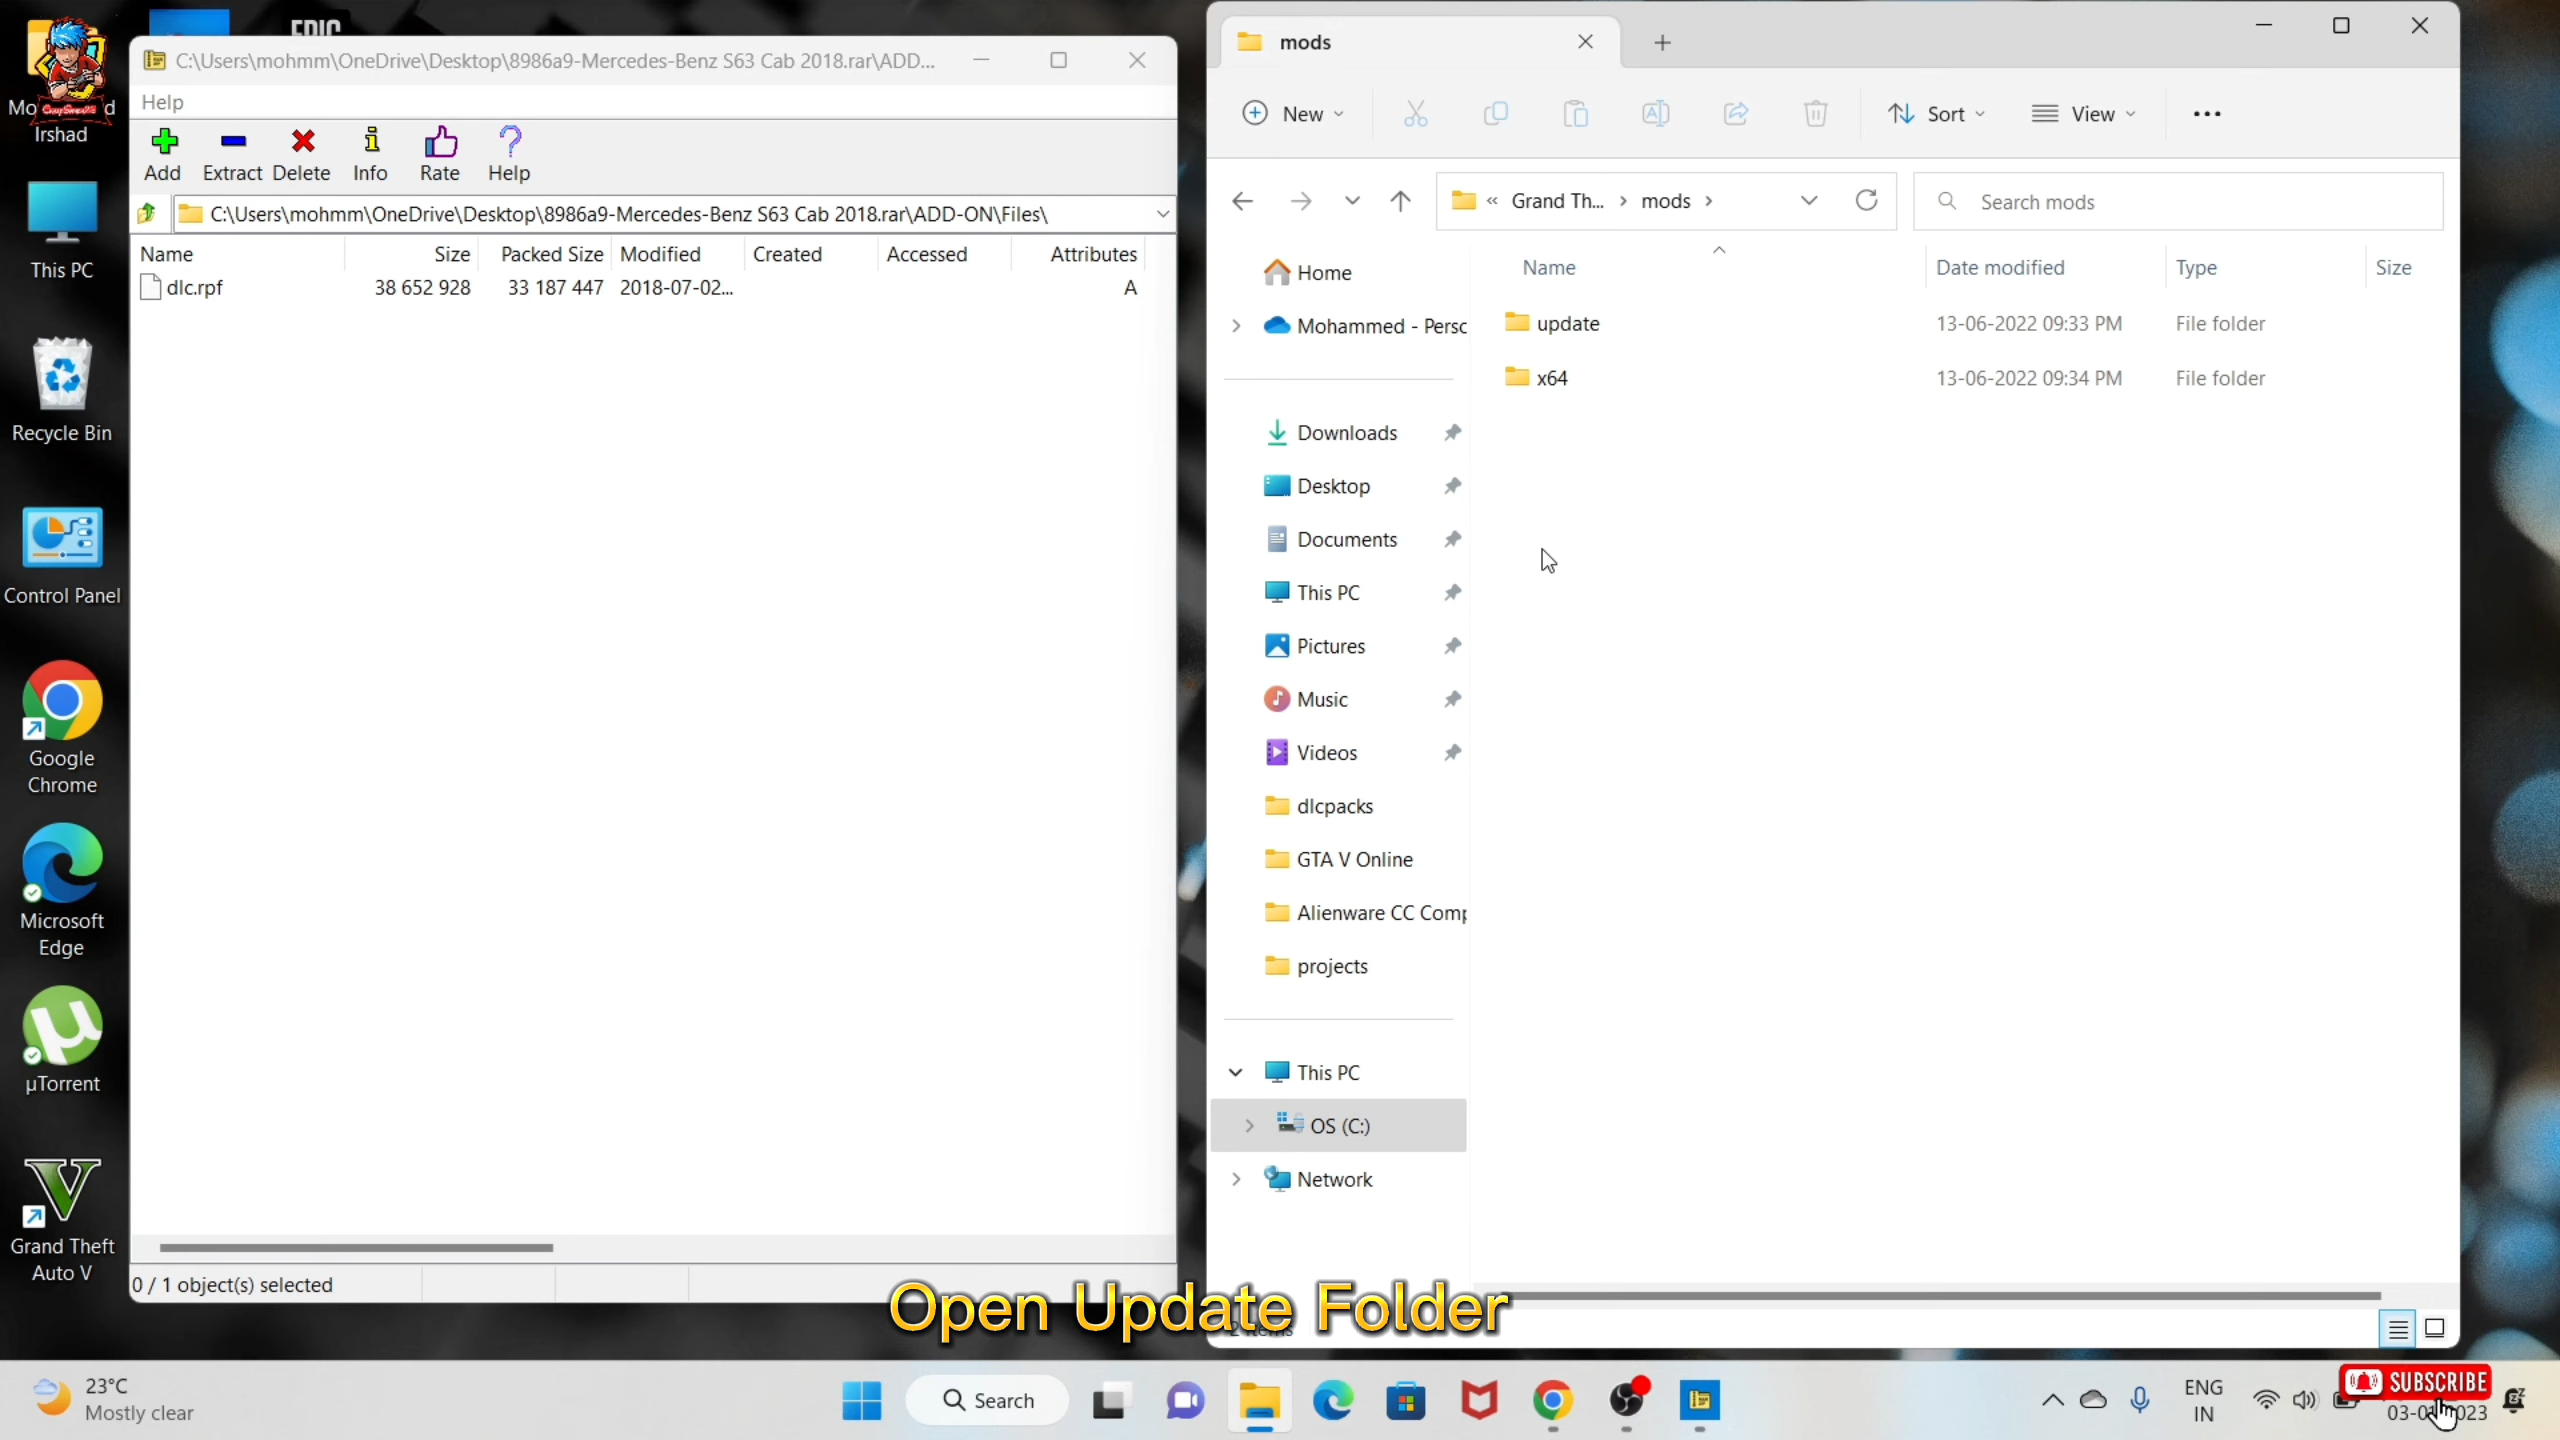 EPIC
Mo d
Irshad
This PC
Recycle Bin
Control Panel
Google
Chrome
Microsoft
Edge
µTorrent
Grand Theft
Auto V
C:\Users\mohmm\OneDrive\Desktop\8986a9-Mercedes-Benz S63 Cab 2018.rar\ADD...
Help
Add Extract Delete Info Rate Help
C:\Users\mohmm\OneDrive\Desktop\8986a9-Mercedes-Benz S63 Cab 2018.rar\ADD-ON\Files\
Name Size Packed Size Modified Created Accessed Attributes
dlc.rpf 38 652 928 33 187 447 2018-07-02... A
0 / 1 object(s) selected
mods
New Sort View
« Grand Th... > mods >
Search mods
Name Date modified Type Size
update 13-06-2022 09:33 PM File folder
x64 13-06-2022 09:34 PM File folder
Home
Mohammed - Persc
Downloads
Desktop
Documents
This PC
Pictures
Music
Videos
dlcpacks
GTA V Online
Alienware CC Comp
projects
This PC
OS (C:)
Network
2 items
Open Update Folder
23°C
Mostly clear
Search
ENG
IN
SUBSCRIBE